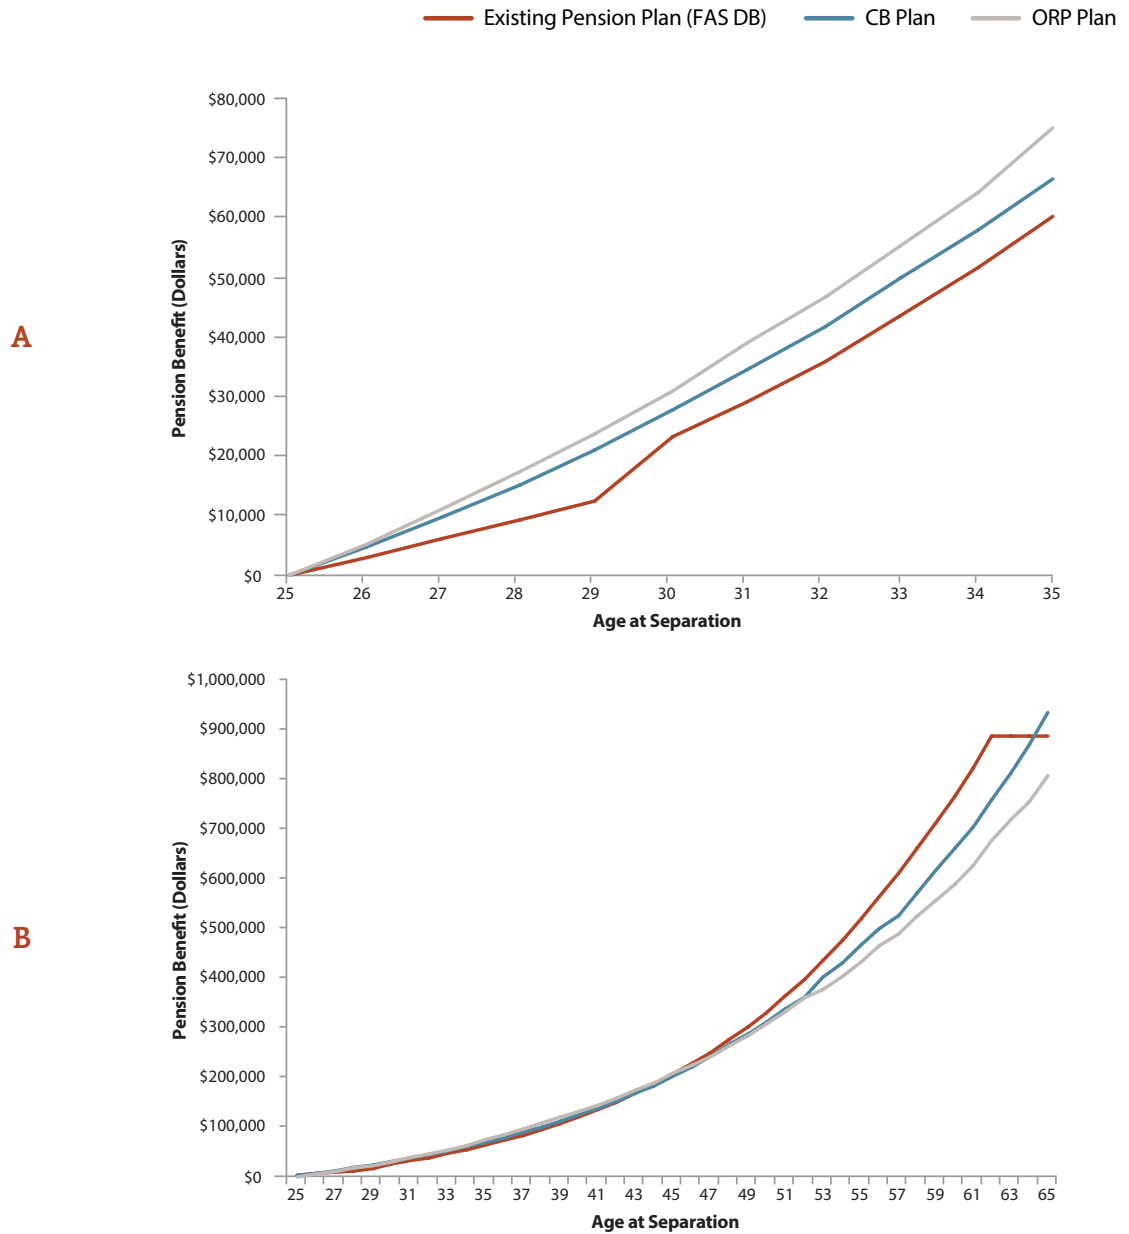 Existing Pension Plan (FAS DB) CB Plan ORP Plan
A
Pension Benefit (Dollars)
$80,000
$70,000
$60,000
$50,000
$40,000
$30,000
$20,000
$10,000
$0
25 26 27 28 29 30 31 32 33 34 35
Age at Separation
B
Pension Benefit (Dollars)
$1,000,000
$900,000
$800,000
$700,000
$600,000
$500,000
$400,000
$300,000
$200,000
$100,000
$0
25 27 29 31 33 35 37 39 41 43 45 47 49 51 53 55 57 59 61 63 65
Age at Separation